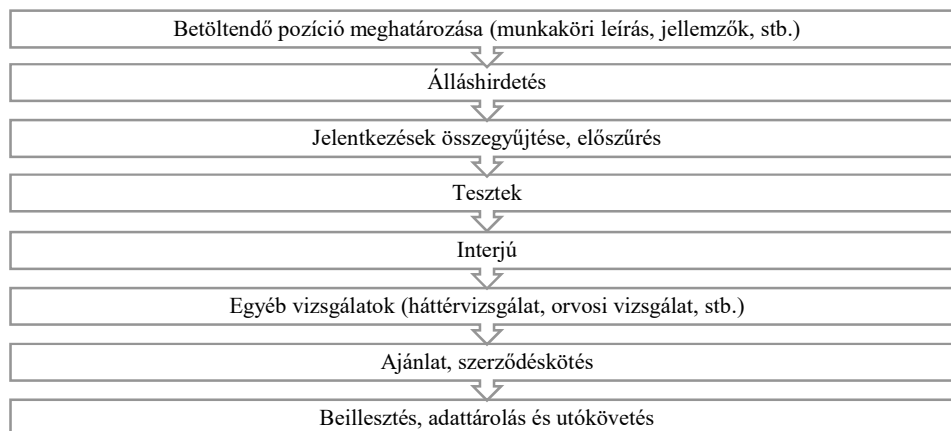 Betöltendő pozíció meghatározása (munkaköri leírás, jellemzők, stb.)
Álláshirdetés
Jelentkezések összegyűjtése, előszűrés
Tesztek
Interjú
Egyéb vizsgálatok (háttérvizsgálat, orvosi vizsgálat, stb.)
Ajánlat, szerződéskötés
Beillesztés, adattárolás és utókövetés